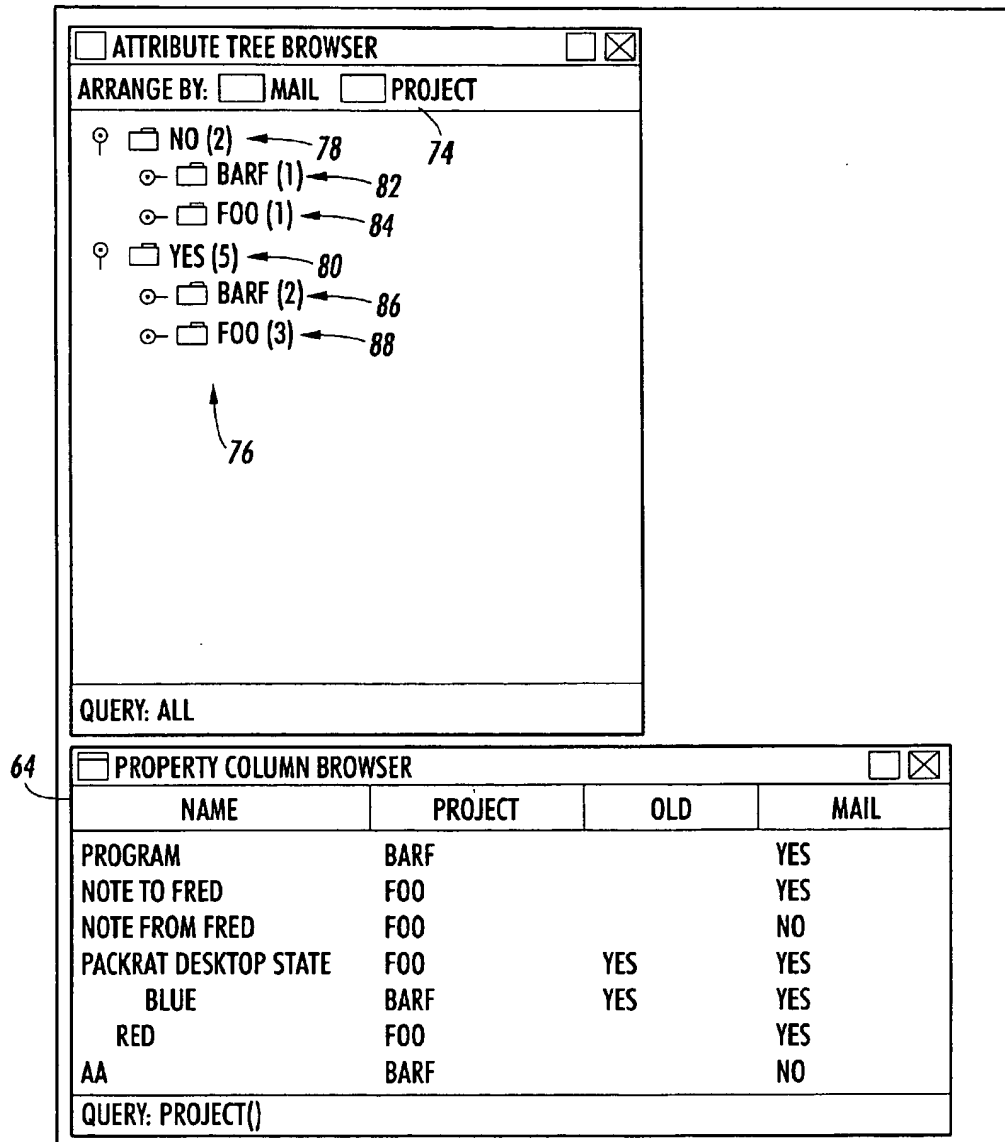 ATTRIBUTE TREE BROWSER
ARRANGE BY: MAIL PROJECT
74
NO (2) 78
BARF (1) 82
FOO (1) 84
YES (5) 80
BARF (2) 86
FOO (3) 88
76
QUERY: ALL
64
PROPERTY COLUMN BROWSER
NAME PROJECT OLD MAIL
PROGRAM BARF YES
NOTE TO FRED FOO YES
NOTE FROM FRED FOO NO
PACKRAT DESKTOP STATE FOO YES YES
BLUE BARF YES YES
RED FOO YES
AA BARF NO
QUERY: PROJECT()